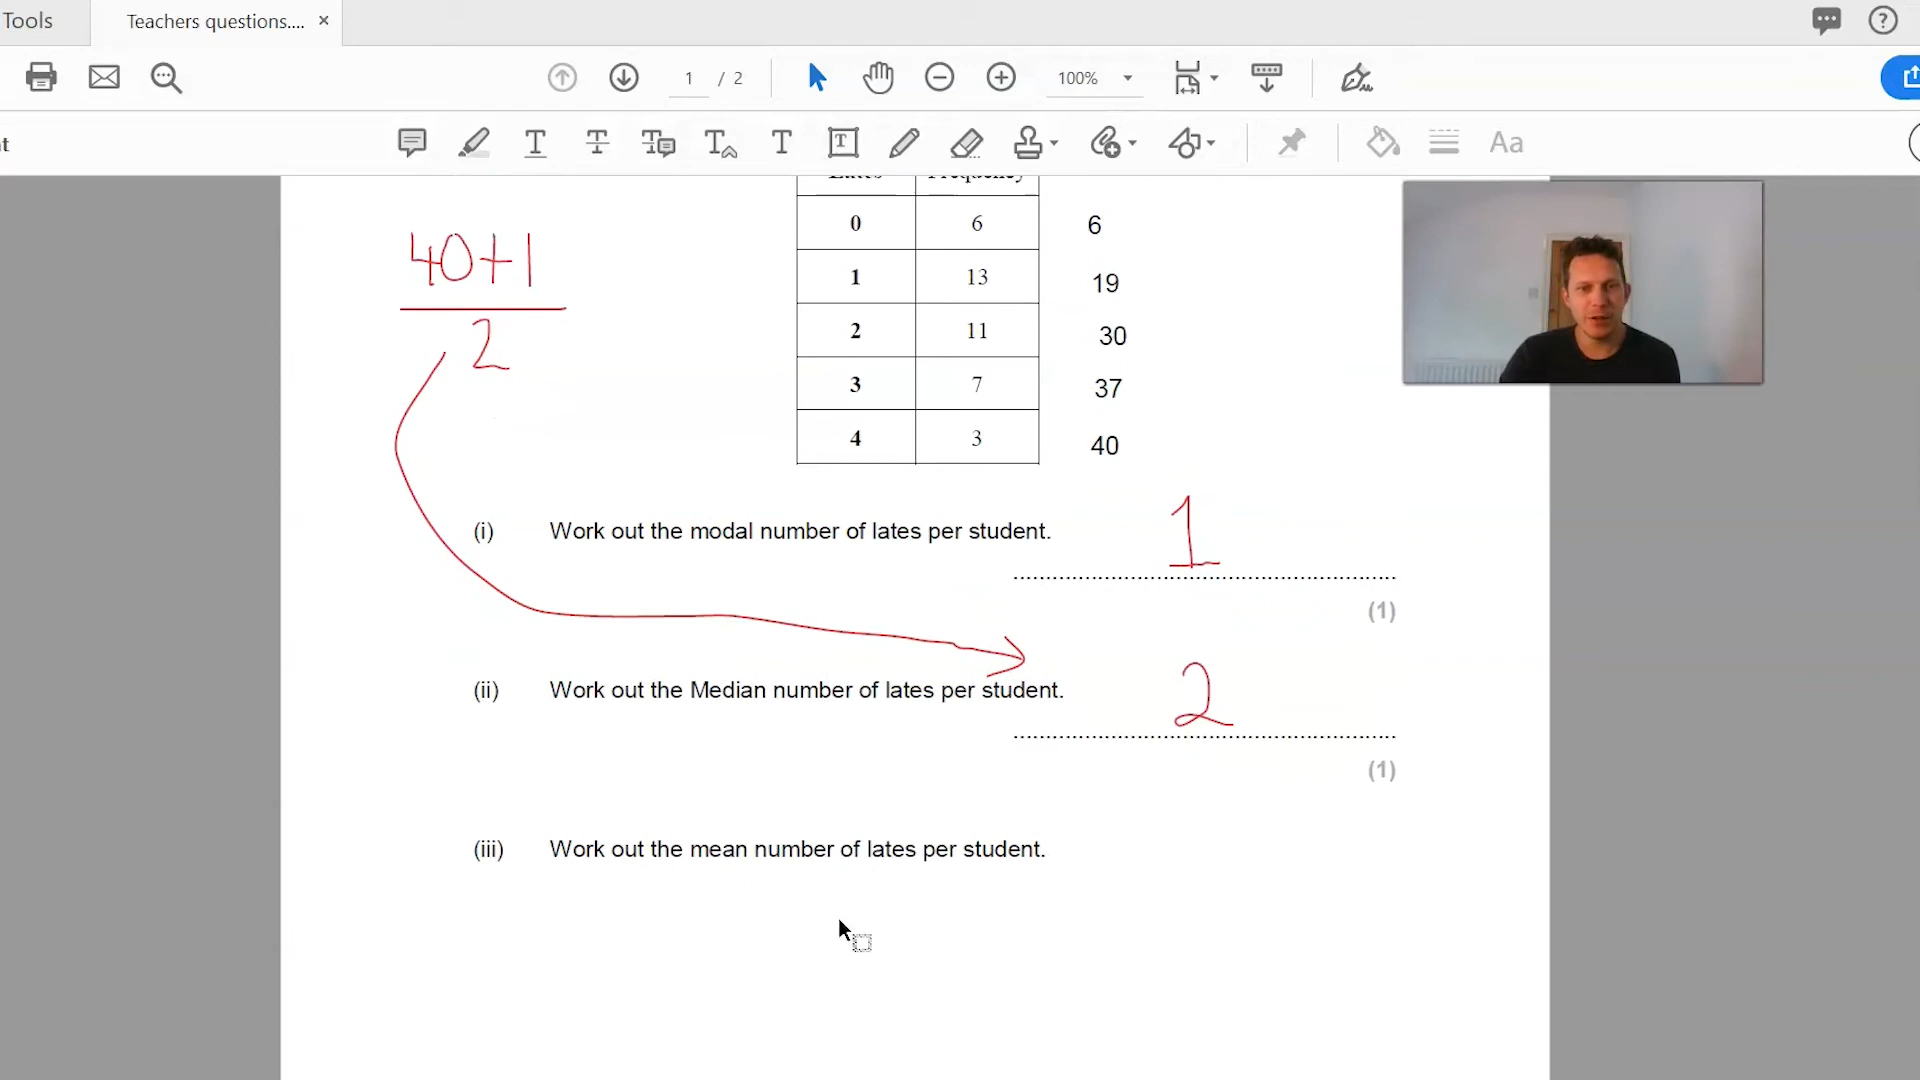 Tools
Teachers questions.... ×
?
1 / 2
100%
t
T T T T T T Aa
Lates Frequency
0 6 6
1 13 19
2 11 30
3 7 37
4 3 40
40+1
2
(i) Work out the modal number of lates per student.
1
(1)
(ii) Work out the Median number of lates per student.
2
(1)
(iii) Work out the mean number of lates per student.